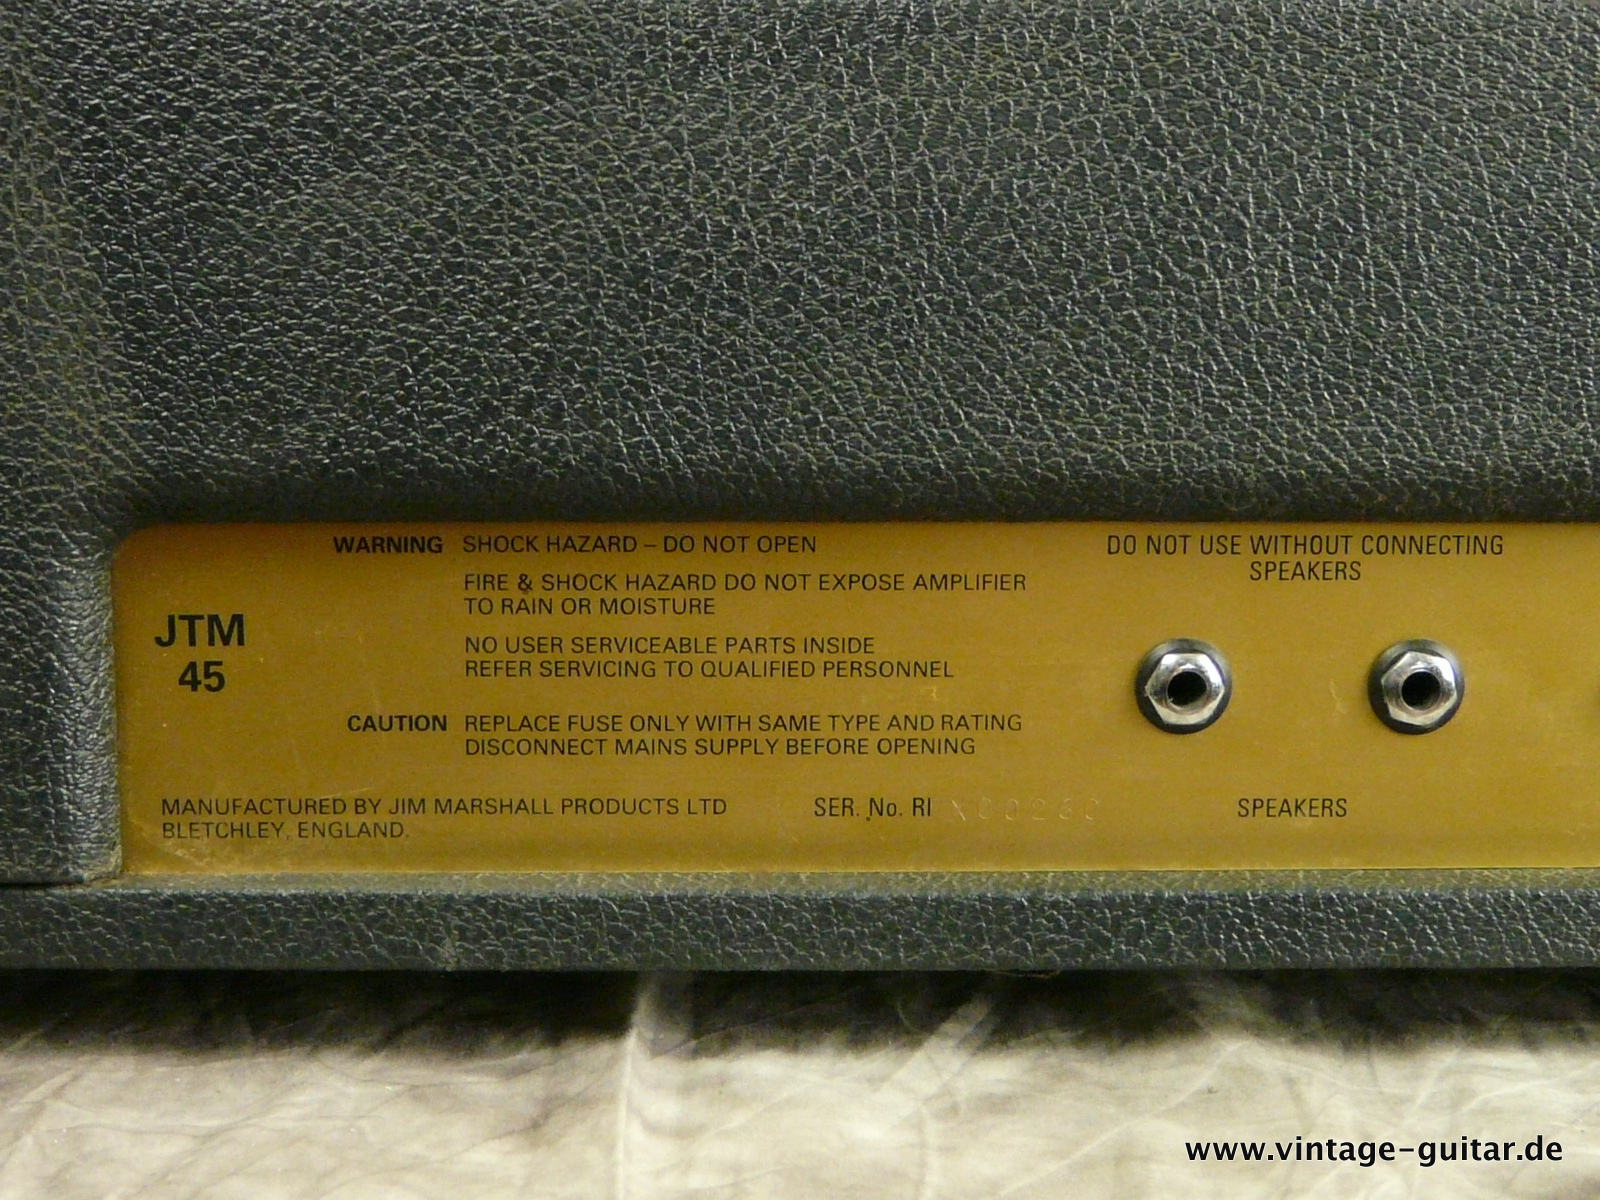 WARNING SHOCK HAZARD – DO NOT OPEN
FIRE & SHOCK HAZARD DO NOT EXPOSE AMPLIFIER
TO RAIN OR MOISTURE
JTM
45
NO USER SERVICEABLE PARTS INSIDE
REFER SERVICING TO QUALIFIED PERSONNEL
CAUTION REPLACE FUSE ONLY WITH SAME TYPE AND RATING
DISCONNECT MAINS SUPPLY BEFORE OPENING
MANUFACTURED BY JIM MARSHALL PRODUCTS LTD
BLETCHLEY, ENGLAND.
SER. No. RI
DO NOT USE WITHOUT CONNECTING
SPEAKERS
SPEAKERS
www.vintage-guitar.de